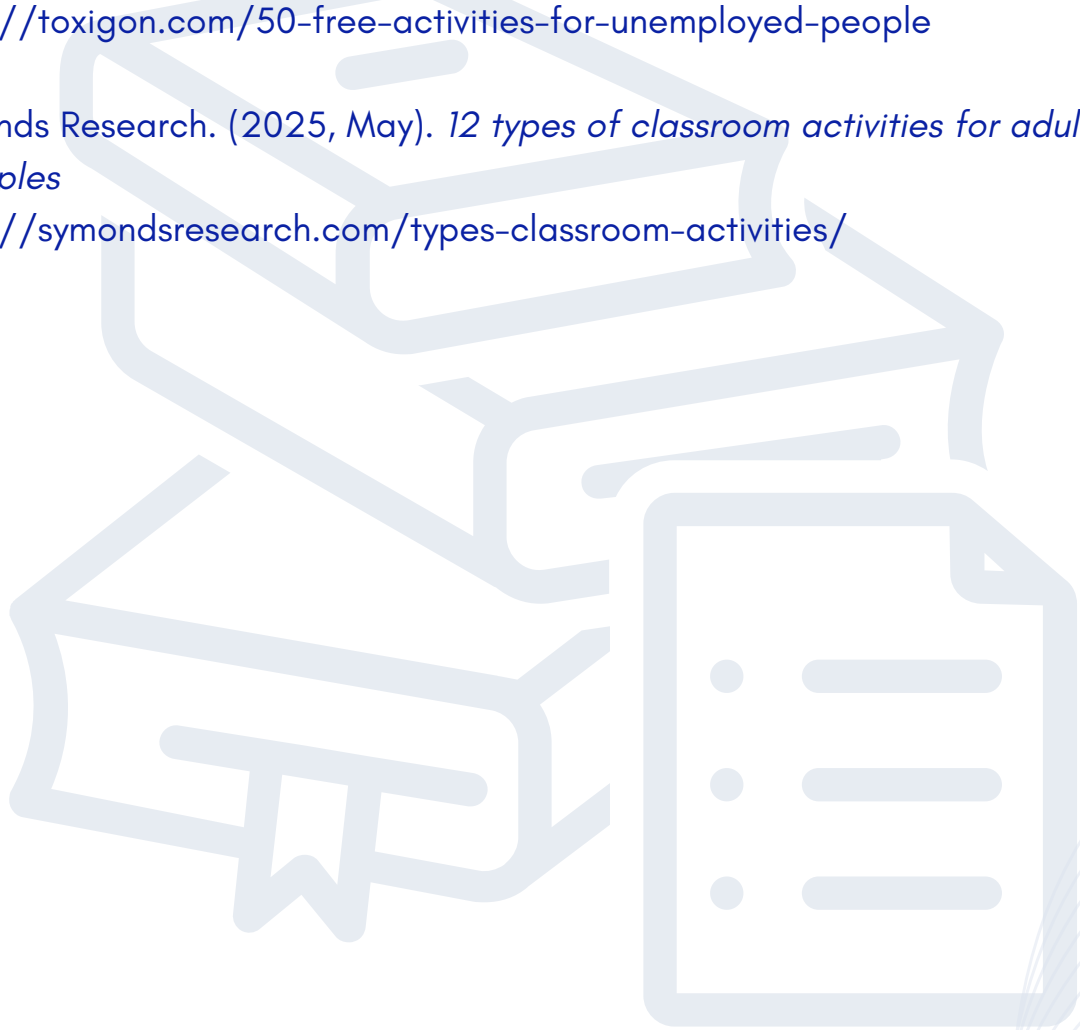 //toxigon.com/50-free-activities-for-unemployed-people
nds Research. (2025, May). 12 types of classroom activities for adul
ples
//symondsresearch.com/types-classroom-activities/